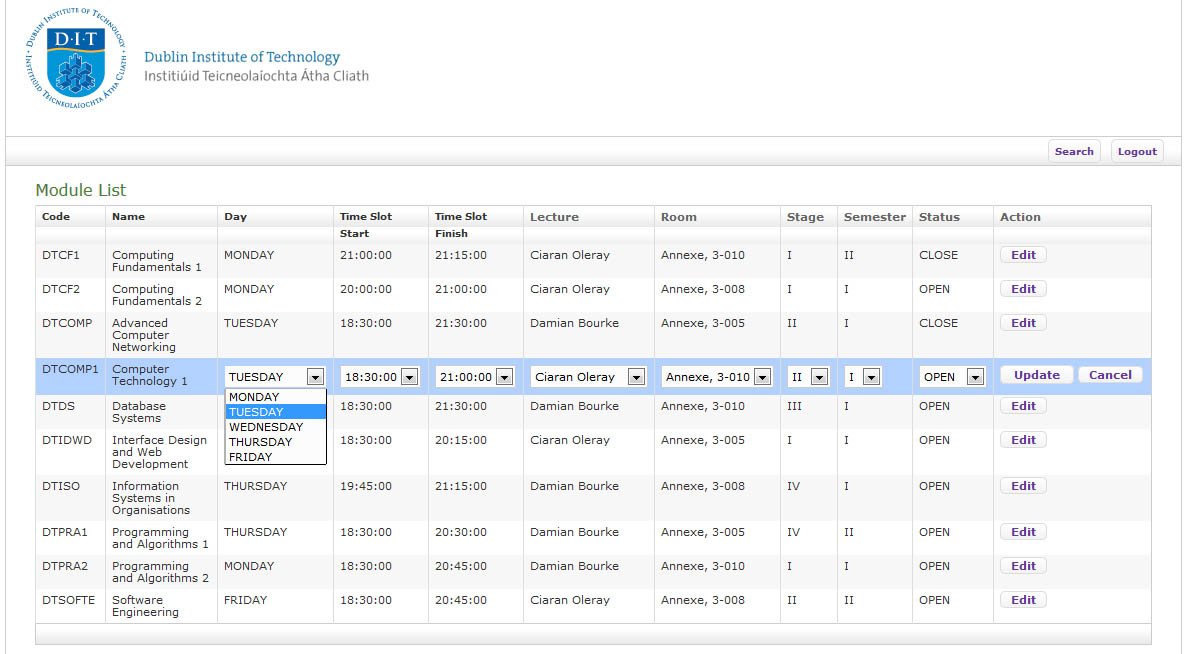 DUBLIN INSTITUTE OF TECHNOLOGY
D·I·T
INSTITIÚID TEICNEOLAÍOCHTA ÁTHA CLIATH
Dublin Institute of Technology
Institiúid Teicneolaíochta Átha Cliath
Search Logout
Module List
Code Name Day Time Slot Time Slot Lecture Room Stage Semester Status Action
Start Finish
DTCF1 Computing MONDAY 21:00:00 21:15:00 Ciaran Oleray Annexe, 3-010 I II CLOSE Edit
Fundamentals 1
DTCF2 Computing MONDAY 20:00:00 21:00:00 Ciaran Oleray Annexe, 3-008 I I OPEN Edit
Fundamentals 2
DTCOMP Advanced TUESDAY 18:30:00 21:30:00 Damian Bourke Annexe, 3-005 II I CLOSE Edit
Computer
Networking
DTCOMP1 Computer TUESDAY 18:30:00 21:00:00 Ciaran Oleray Annexe, 3-010 II I OPEN Update Cancel
Technology 1
MONDAY
TUESDAY
WEDNESDAY
THURSDAY
FRIDAY
DTDS Database 18:30:00 21:30:00 Damian Bourke Annexe, 3-010 III I OPEN Edit
Systems
DTIDWD Interface Design 18:30:00 20:15:00 Ciaran Oleray Annexe, 3-005 I I OPEN Edit
and Web
Development
DTISO Information THURSDAY 19:45:00 21:15:00 Damian Bourke Annexe, 3-008 IV I OPEN Edit
Systems in
Organisations
DTPRA1 Programming THURSDAY 18:30:00 20:30:00 Damian Bourke Annexe, 3-005 IV II OPEN Edit
and Algorithms 1
DTPRA2 Programming MONDAY 18:30:00 20:45:00 Damian Bourke Annexe, 3-010 I I OPEN Edit
and Algorithms 2
DTSOFTE Software FRIDAY 18:30:00 20:45:00 Ciaran Oleray Annexe, 3-008 II II OPEN Edit
Engineering